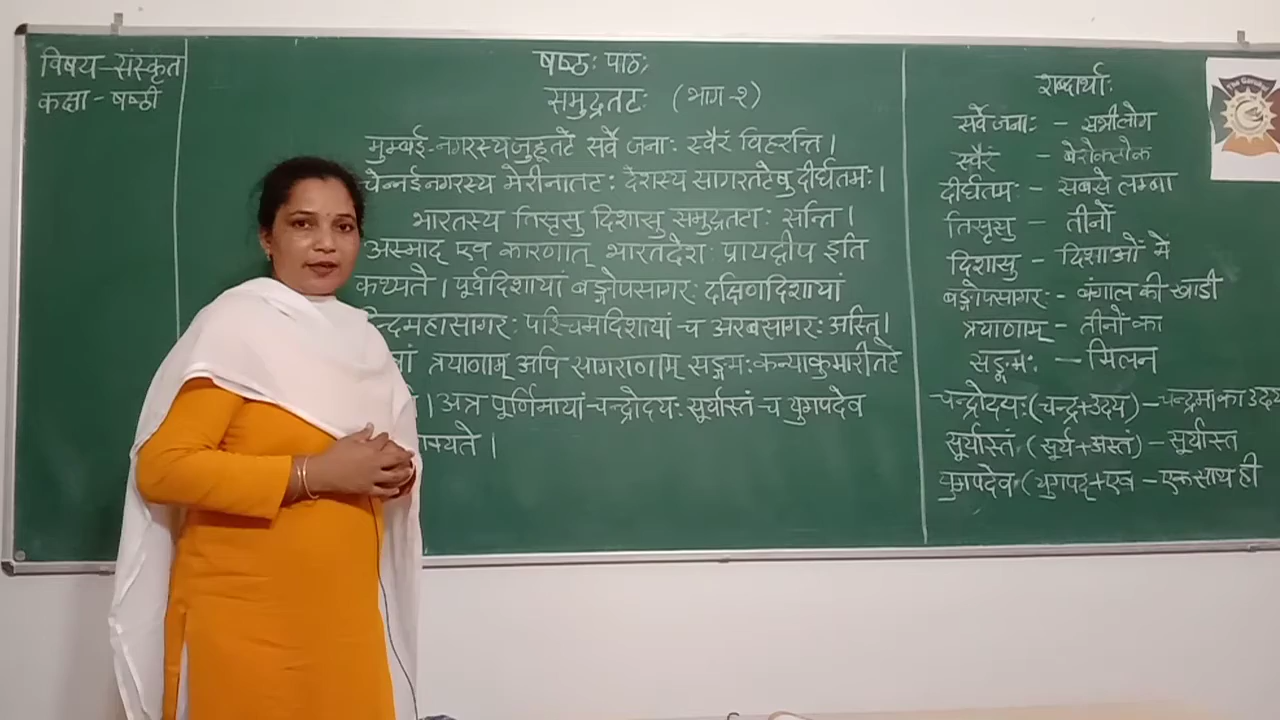 विषय-संस्कृत
कक्षा - षष्ठी
षष्ठः पाठः
समुद्रतटः (भाग-२)
मुम्बई-नगरस्य जुहूतटे सर्वे जनाः स्वैरं विहरन्ति।
चेन्नईनगरस्य मेरीनातटः देशस्य सागरतटेषु दीर्घतमः।
भारतस्य तिसृसु दिशासु समुद्रतटाः सन्ति।
अस्माद् एव कारणात् भारतदेशः प्रायद्वीप इति
कथ्यते। पूर्वदिशायां बङ्गोपसागरः दक्षिणदिशायां
न्दिमहासागरः पश्चिमदिशायां च अरबसागरः अस्ति।
त्रयाणाम् अपि सागराणाम् सङ्गमः कन्याकुमारीतटे
। अत्र पूर्णिमायां चन्द्रोदयः सूर्यास्तं च युगपदेव
क्ष्यते।
शब्दार्थाः
सर्वे जनाः - सभी लोग
स्वैरं - बेरोकटोक
दीर्घतमः - सबसे लम्बा
तिसृसु - तीनों
दिशासु - दिशाओं में
बङ्गोपसागरः - बंगाल की खाडी
त्रयाणाम् - तीनों का
सङ्गमः - मिलन
चन्द्रोदयः (चन्द्र+उदय) - चन्द्रमा का उदय
सूर्यास्तं (सूर्य+अस्तं) - सूर्यास्त
युगपदेव (युगपद्+एव - एक साथ ही